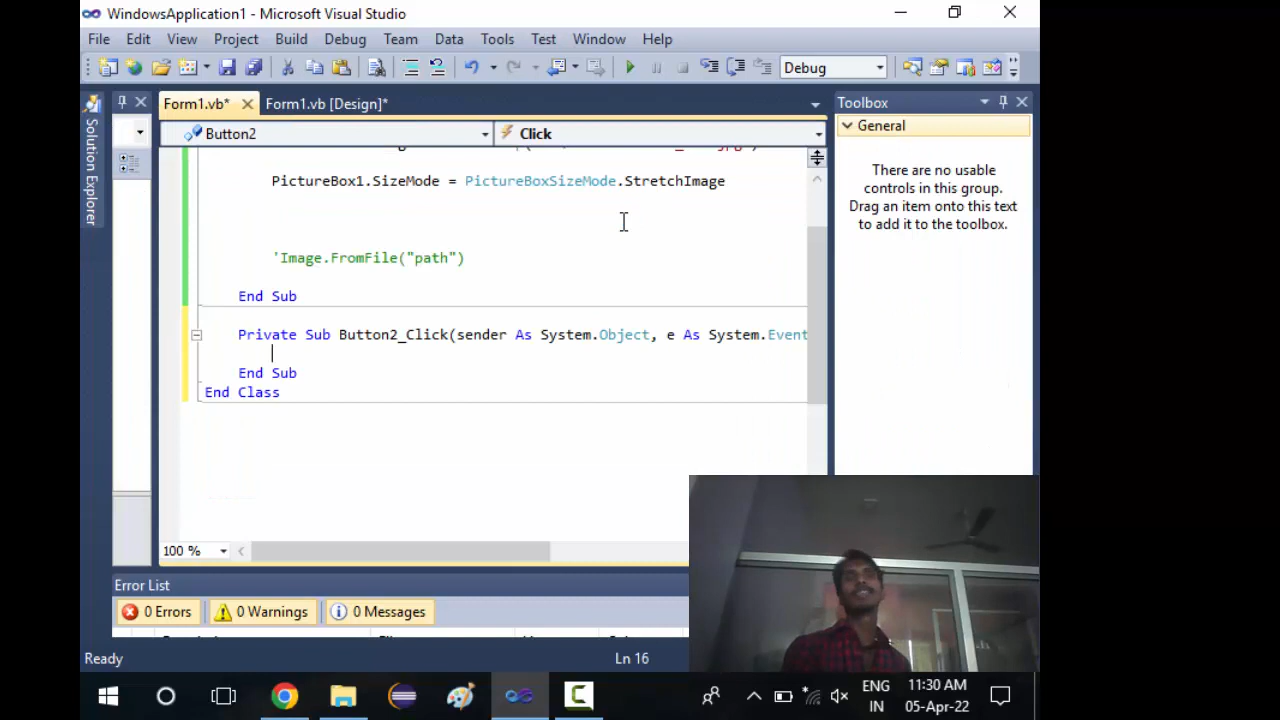 WindowsApplication1 - Microsoft Visual Studio
File Edit View Project Build Debug Team Data Tools Test Window Help
Debug
Form1.vb* Form1.vb [Design]* Toolbox
Button2 Click General
PictureBox1.SizeMode = PictureBoxSizeMode.StretchImage
There are no usable
controls in this group.
Drag an item onto this text
to add it to the toolbox.
Solution Explorer
'Image.FromFile("path")
End Sub
Private Sub Button2_Click(sender As System.Object, e As System.Event
End Sub
End Class
100 %
Error List
0 Errors 0 Warnings 0 Messages
Ready Ln 16
ENG
IN
11:30 AM
05-Apr-22